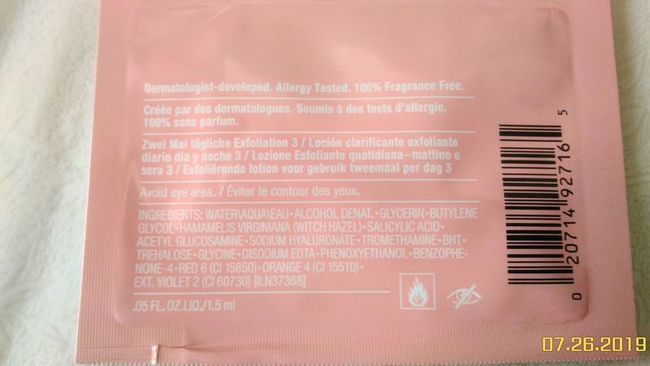 Dermatologist-developed. Allergy Tested. 100% Fragrance Free.
Créée par des dermatologues. Soumis à des tests d'allergie.
100% sans parfum.
Zwei Mal tägliche Exfoliation 3 / Loción clarificante exfoliante
diario día y noche 3 / Lozione Esfoliante quotidiana–mattino e
sera 3 / Exfoliërende lotion voor gebruik tweemaal per dag 3
Avoid eye area. / Éviter le contour des yeux.
INGREDIENTS: WATER\AQUA\EAU • ALCOHOL DENAT. • GLYCERIN • BUTYLENE
GLYCOL • HAMAMELIS VIRGINIANA (WITCH HAZEL) • SALICYLIC ACID •
ACETYL GLUCOSAMINE • SODIUM HYALURONATE • TROMETHAMINE • BHT •
TREHALOSE • GLYCINE • DISODIUM EDTA • PHENOXYETHANOL • BENZOPHE-
NONE-4 • RED 6 (CI 15850) • ORANGE 4 (CI 15510) •
EXT. VIOLET 2 (CI 60730) [ILN37368]
.05 FL.OZ.LIQ./1.5 ml
0 20714 92716 5
07.26.2019